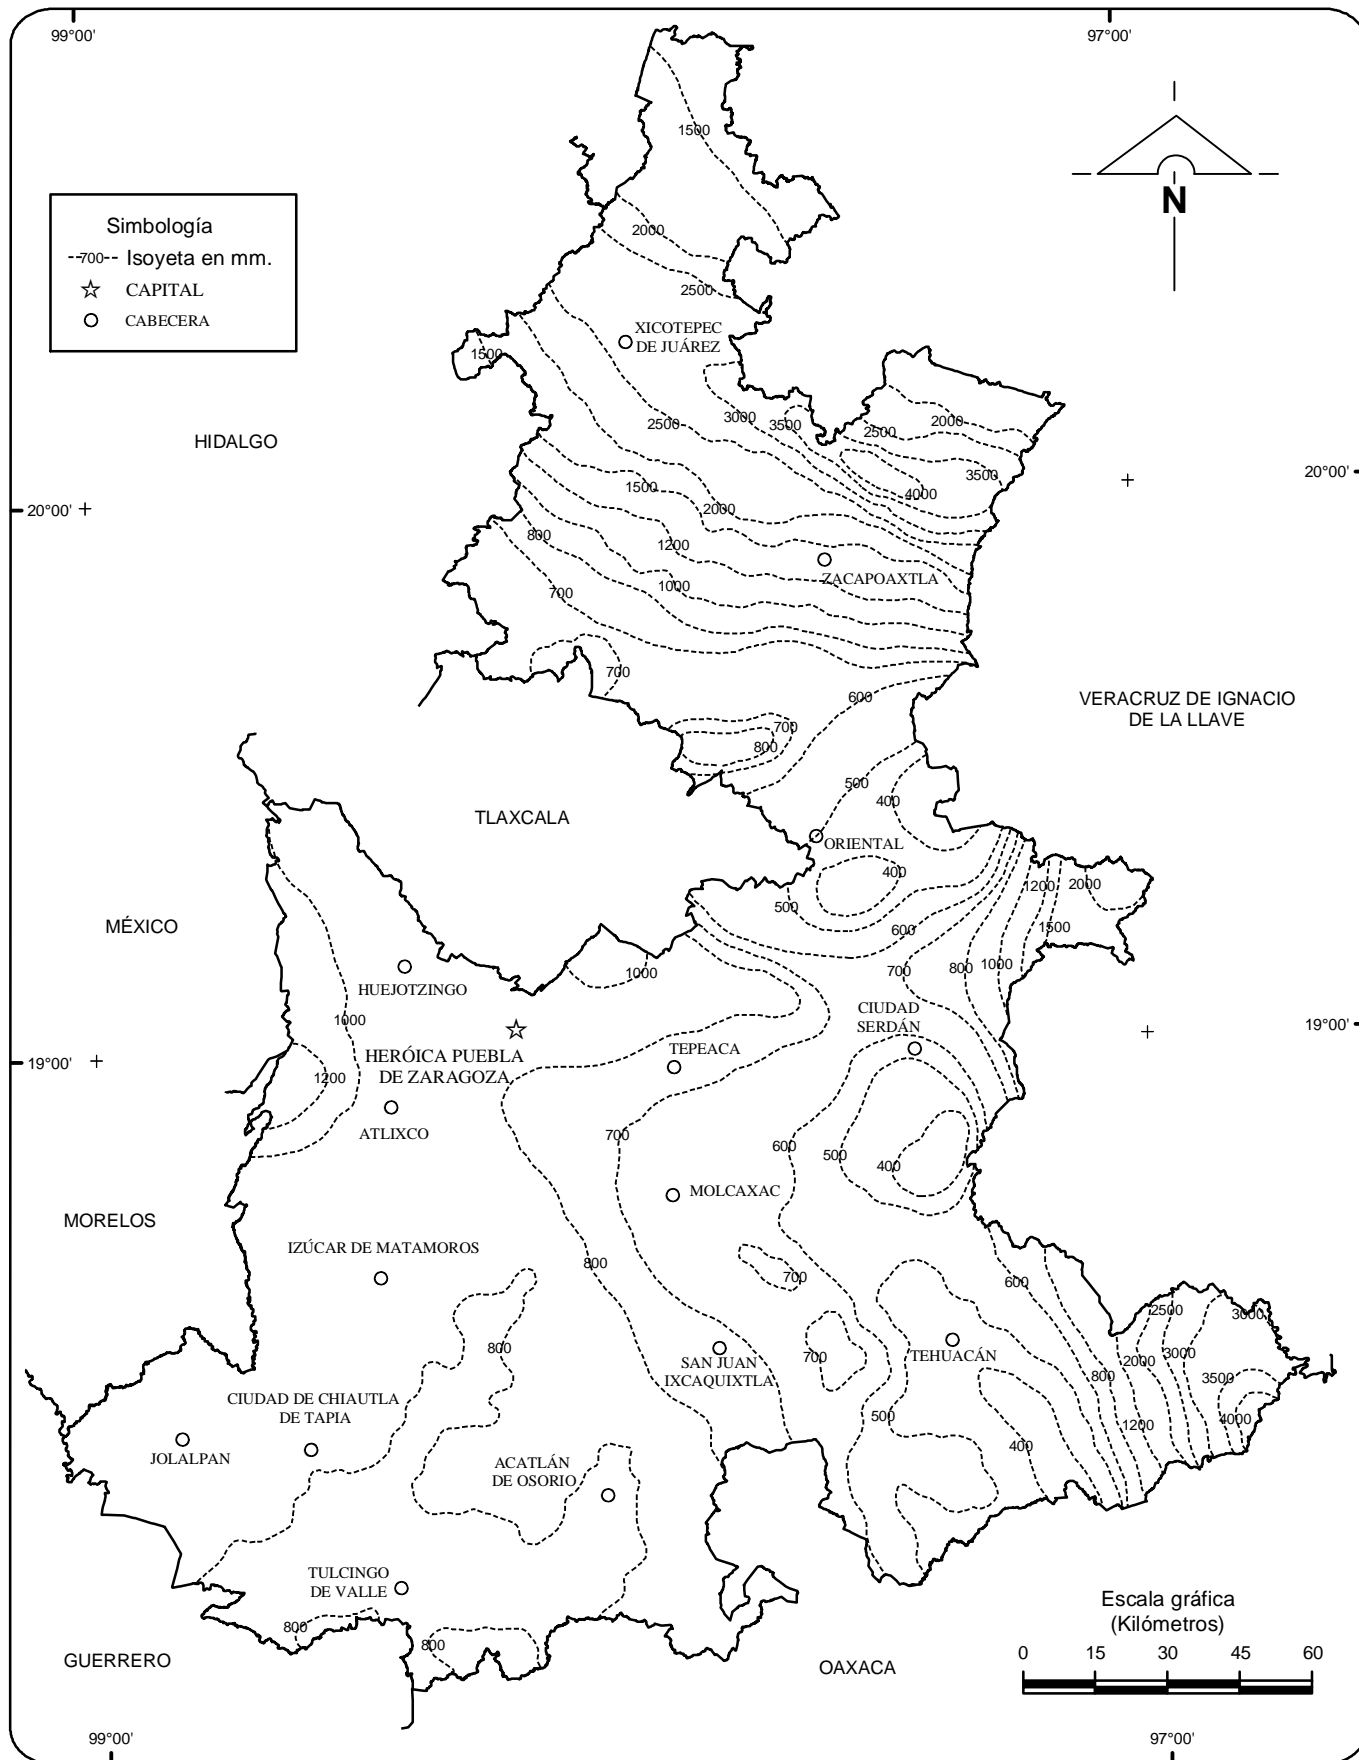 99°00'
97°00'
1500
N
Simbología
--700-- Isoyeta en mm.
CAPITAL
CABECERA
2000
2500
XICOTEPEC
DE JUÁREZ
1500
HIDALGO
2500
3000
3500
2500
2000
3500
4000
20°00'
20°00'
1500
2000
800
1200
ZACAPOAXTLA
1000
700
700
600
VERACRUZ DE IGNACIO
DE LA LLAVE
700
800
500
400
TLAXCALA
ORIENTAL
400
500
1200
2000
1500
600
MÉXICO
700
800
1000
1000
HUEJOTZINGO
1000
CIUDAD
SERDÁN
19°00'
19°00'
HERÓICA PUEBLA
DE ZARAGOZA
TEPEACA
1200
ATLIXCO
700
600
500
400
MOLCAXAC
MORELOS
IZÚCAR DE MATAMOROS
800
700
600
2500
3000
800
SAN JUAN
IXCAQUIXTLA
700
TEHUACÁN
2000
3000
800
3500
CIUDAD DE CHIAUTLA
DE TAPIA
500
400
1200
4000
JOLALPAN
ACATLÁN
DE OSORIO
TULCINGO
DE VALLE
800
800
GUERRERO
OAXACA
Escala gráfica
(Kilómetros)
0 15 30 45 60
99°00'
97°00'